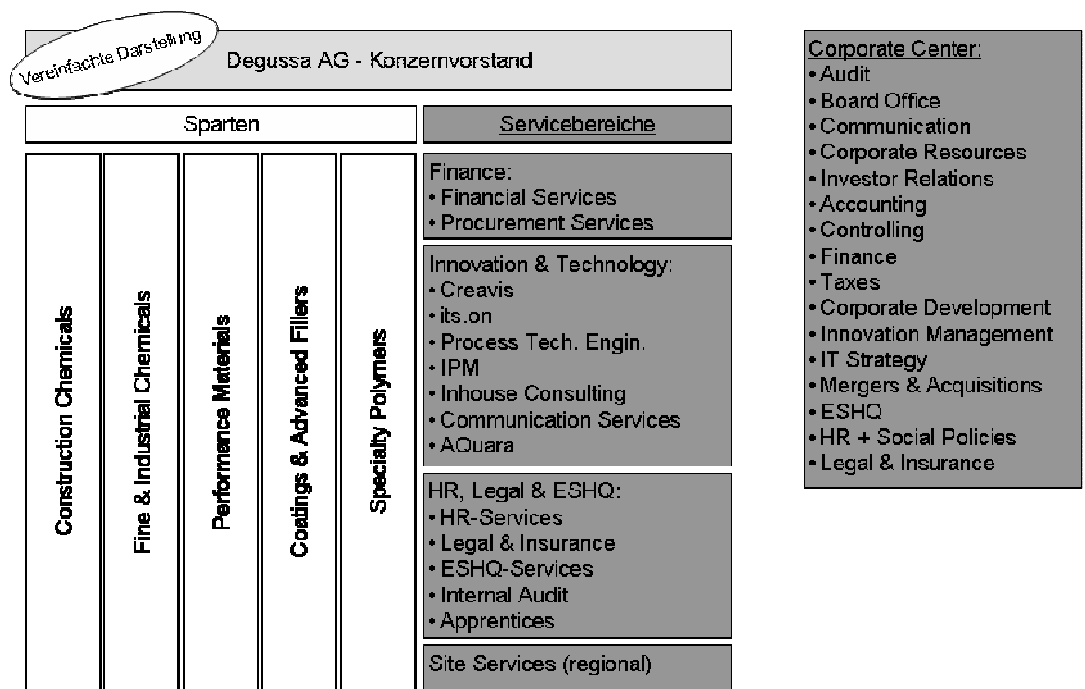 Vereinfachte Darstellung
Degussa AG - Konzernvorstand
Sparten
Servicebereiche
Construction Chemicals
Fine & Industrial Chemicals
Performance Materials
Coatings & Advanced Fillers
Specialty Polymers
Finance:
• Financial Services
• Procurement Services
Innovation & Technology:
• Creavis
• its.on
• Process Tech. Engin.
• IPM
• Inhouse Consulting
• Communication Services
• AQuara
HR, Legal & ESHQ:
• HR-Services
• Legal & Insurance
• ESHQ-Services
• Internal Audit
• Apprentices
Site Services (regional)
Corporate Center:
• Audit
• Board Office
• Communication
• Corporate Resources
• Investor Relations
• Accounting
• Controlling
• Finance
• Taxes
• Corporate Development
• Innovation Management
• IT Strategy
• Mergers & Acquisitions
• ESHQ
• HR + Social Policies
• Legal & Insurance